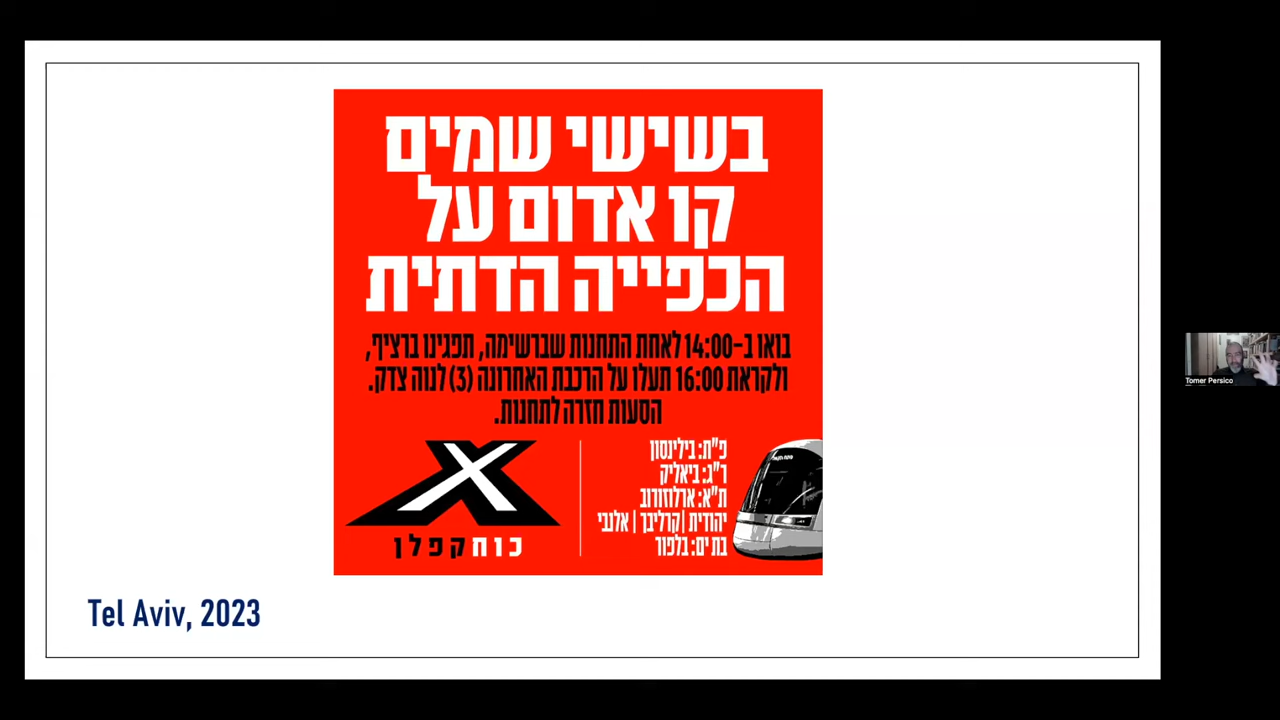 בשישי שמים
קו אדום על
הכפייה הדתית
בואו ב-14:00 לאחת התחנות שברשימה, תפגינו ברציף,
ולקראת 16:00 תעלו על הרכבת האחרונה (3) לנוה צדק.
הסעות חזרה לתחנות.
פ"ת: בילינסון
ר"ג: ביאליק
ת"א: ארלוזורוב
יהודית | קרליבך | אלנבי
בת ים: בלפור
כוח קפלן
Tel Aviv, 2023
Tomer Persico